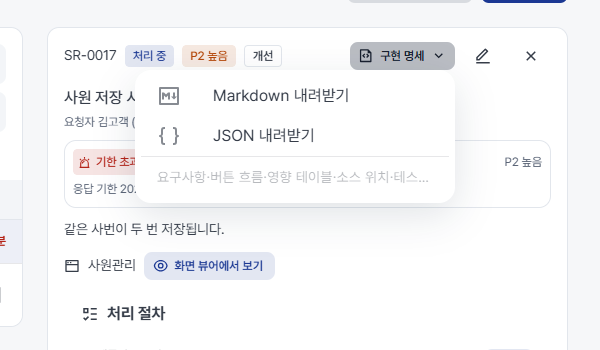 SR-0017 처리 중 P2 높음 개선 구현 명세
사원 저장 시
Markdown 내려받기
요청자 김고객 (
JSON 내려받기
기한 초과
P2 높음
요구사항·버튼 흐름·영향 테이블·소스 위치·테스...
응답 기한 20
같은 사번이 두 번 저장됩니다.
사원관리 화면 뷰어에서 보기
처리 절차